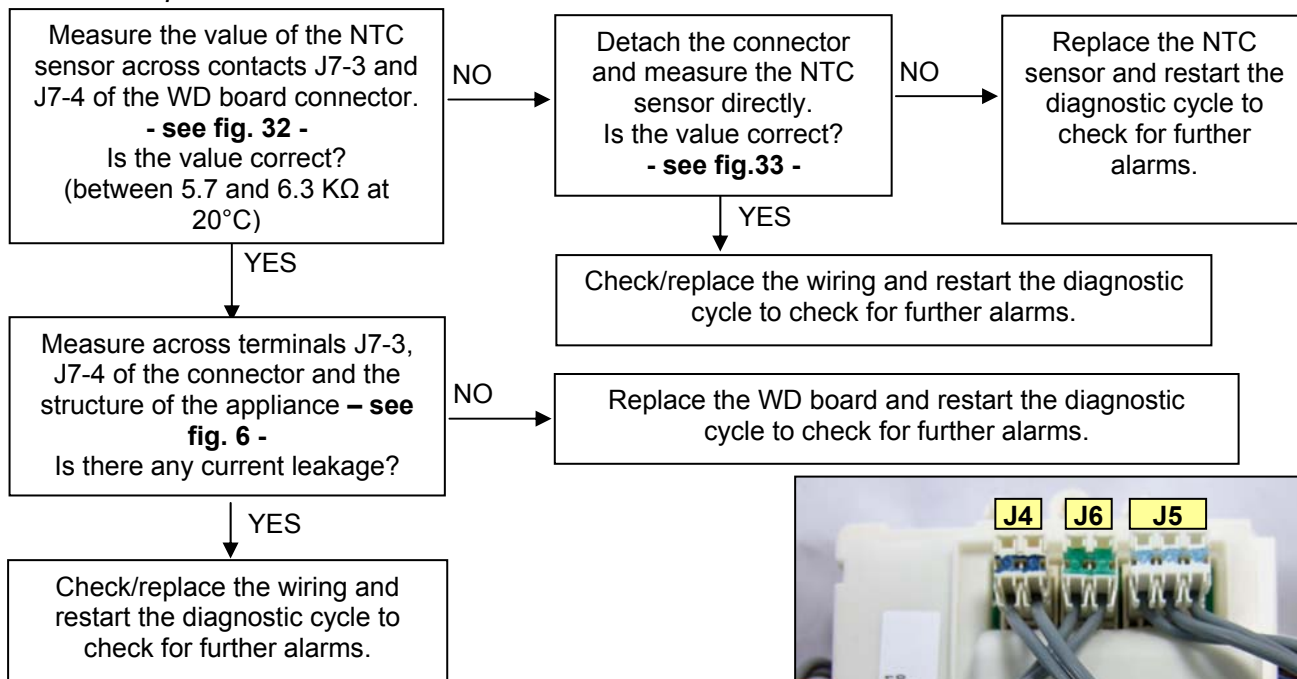 Measure the value of the NTC
sensor across contacts J7-3 and
J7-4 of the WD board connector.
- see fig. 32 -
Is the value correct?
(between 5.7 and 6.3 KΩ at
20°C)
NO
Detach the connector
and measure the NTC
sensor directly.
Is the value correct?
- see fig.33 -
NO
Replace the NTC
sensor and restart the
diagnostic cycle to
check for further
alarms.
YES
YES
Check/replace the wiring and restart the diagnostic
cycle to check for further alarms.
Measure across terminals J7-3,
J7-4 of the connector and the
structure of the appliance – see
fig. 6 -
Is there any current leakage?
NO
Replace the WD board and restart the diagnostic
cycle to check for further alarms.
YES
Check/replace the wiring and
restart the diagnostic cycle to
check for further alarms.
J4 J6 J5